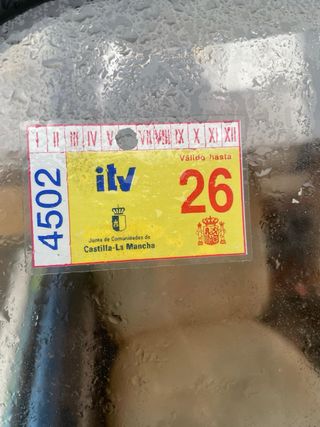 I II III IV V VII VIII IX X XI XII
4502
itv
Válido hasta
26
Junta de Comunidades de
Castilla-La Mancha